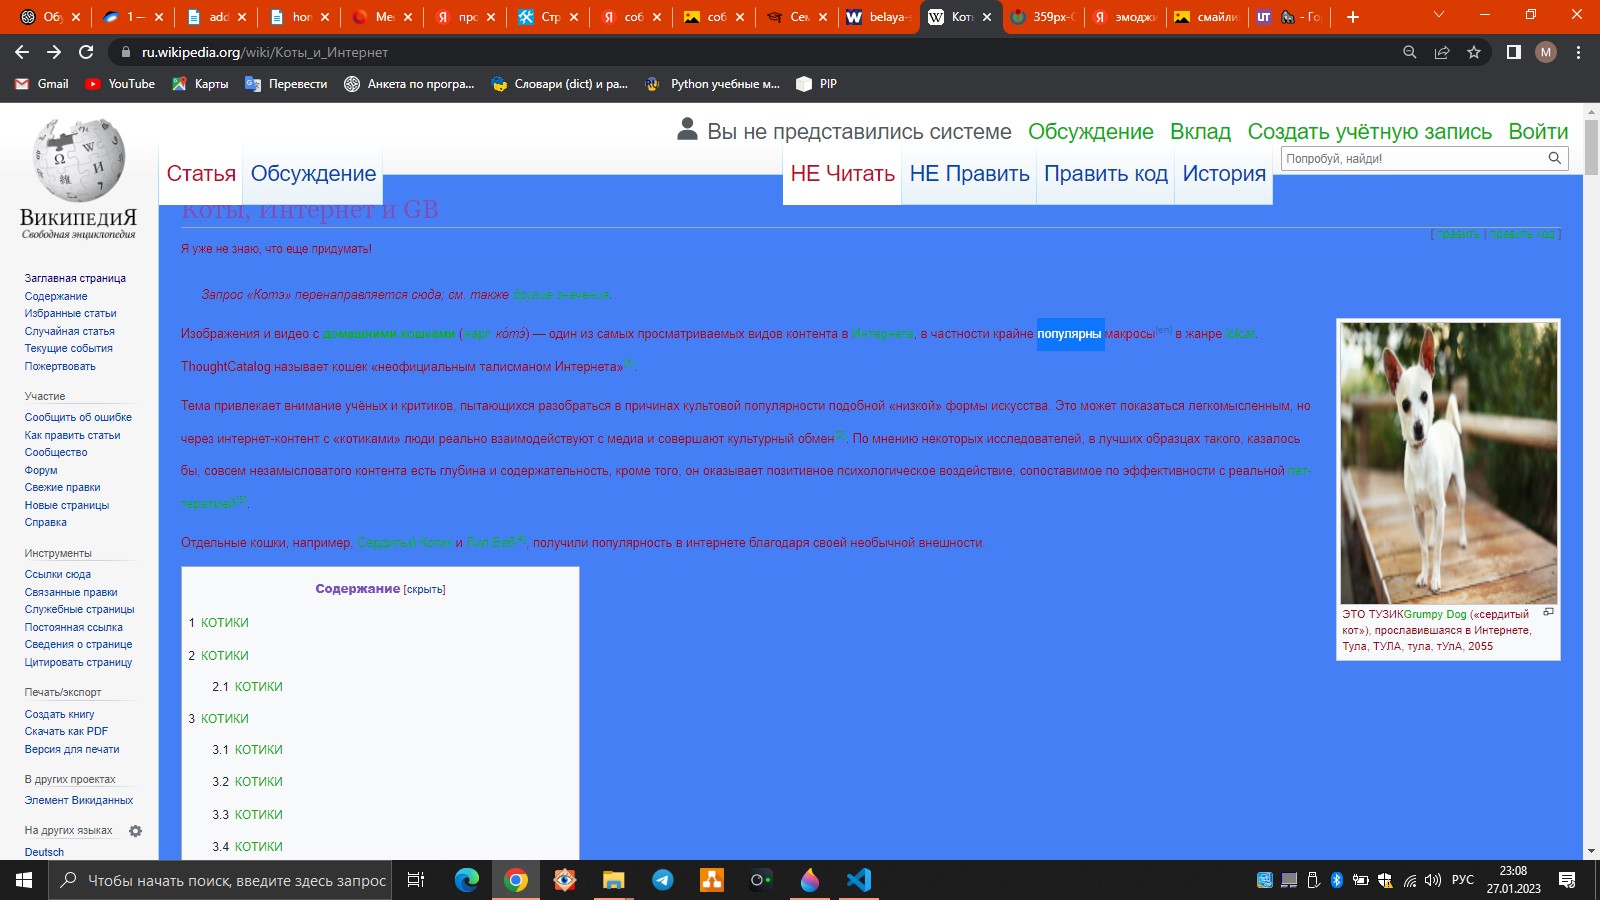 Обу
1 —
add
hor
Ме
про
Стр
соб
соб
Сем
belaya-s
Кот
359px-G
эмоджи
смайли
- Го
ru.wikipedia.org/wiki/Коты_и_Интернет
M
Gmail
YouTube
Карты
Перевести
Анкета по програ...
Словари (dict) и ра...
Python учебные м...
PIP
Вы не представились системе
Обсуждение
Вклад
Создать учётную запись
Войти
Статья
Обсуждение
НЕ Читать
НЕ Править
Править код
История
Попробуй, найди!
ВИКИПЕДИЯ
Свободная энциклопедия
Заглавная страница
Содержание
Избранные статьи
Случайная статья
Текущие события
Пожертвовать
Участие
Сообщить об ошибке
Как править статьи
Сообщество
Форум
Свежие правки
Новые страницы
Справка
Инструменты
Ссылки сюда
Связанные правки
Служебные страницы
Постоянная ссылка
Сведения о странице
Цитировать страницу
Печать/экспорт
Создать книгу
Скачать как PDF
Версия для печати
В других проектах
Элемент Викиданных
На других языках
Deutsch
Коты, Интернет и GB
[ править | править код ]
Я уже не знаю, что еще придумать!
Запрос «Котэ» перенаправляется сюда; см. также другие значения.
Изображения и видео с домашними кошками (жарг. ко́тэ́) — один из самых просматриваемых видов контента в Интернете, в частности крайне популярны макросы[en] в жанре lolcat.
ThoughtCatalog называет кошек «неофициальным талисманом Интернета»[1].
Тема привлекает внимание учёных и критиков, пытающихся разобраться в причинах культовой популярности подобной «низкой» формы искусства. Это может показаться легкомысленным, но
через интернет-контент с «котиками» люди реально взаимодействуют с медиа и совершают культурный обмен[2]. По мнению некоторых исследователей, в лучших образцах такого, казалось
бы, совсем незамысловатого контента есть глубина и содержательность, кроме того, он оказывает позитивное психологическое воздействие, сопоставимое по эффективности с реальной пет-
терапией[3].
Отдельные кошки, например, Сердитый Котик и Лил Баб[4], получили популярность в интернете благодаря своей необычной внешности.
Содержание [скрыть]
1 КОТИКИ
2 КОТИКИ
2.1 КОТИКИ
3 КОТИКИ
3.1 КОТИКИ
3.2 КОТИКИ
3.3 КОТИКИ
3.4 КОТИКИ
ЭТО ТУЗИКGrumpy Dog («сердитый
кот»), прославившаяся в Интернете,
Тула, ТУЛА, тула, тУлА, 2055
Чтобы начать поиск, введите здесь запрос
РУС
23:08
27.01.2023